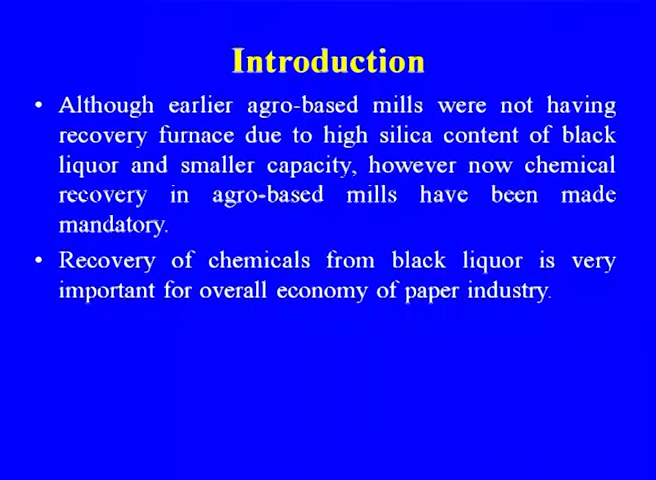 Introduction
• Although earlier agro-based mills were not having
recovery furnace due to high silica content of black
liquor and smaller capacity, however now chemical
recovery in agro-based mills have been made
mandatory.
• Recovery of chemicals from black liquor is very
important for overall economy of paper industry.